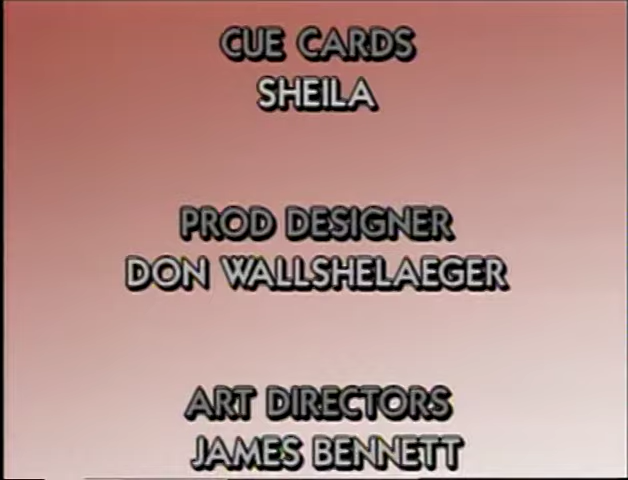 CUE CARDS
SHEILA
PROD DESIGNER
DON WALLSHELAEGER
ART DIRECTORS
JAMES BENNETT